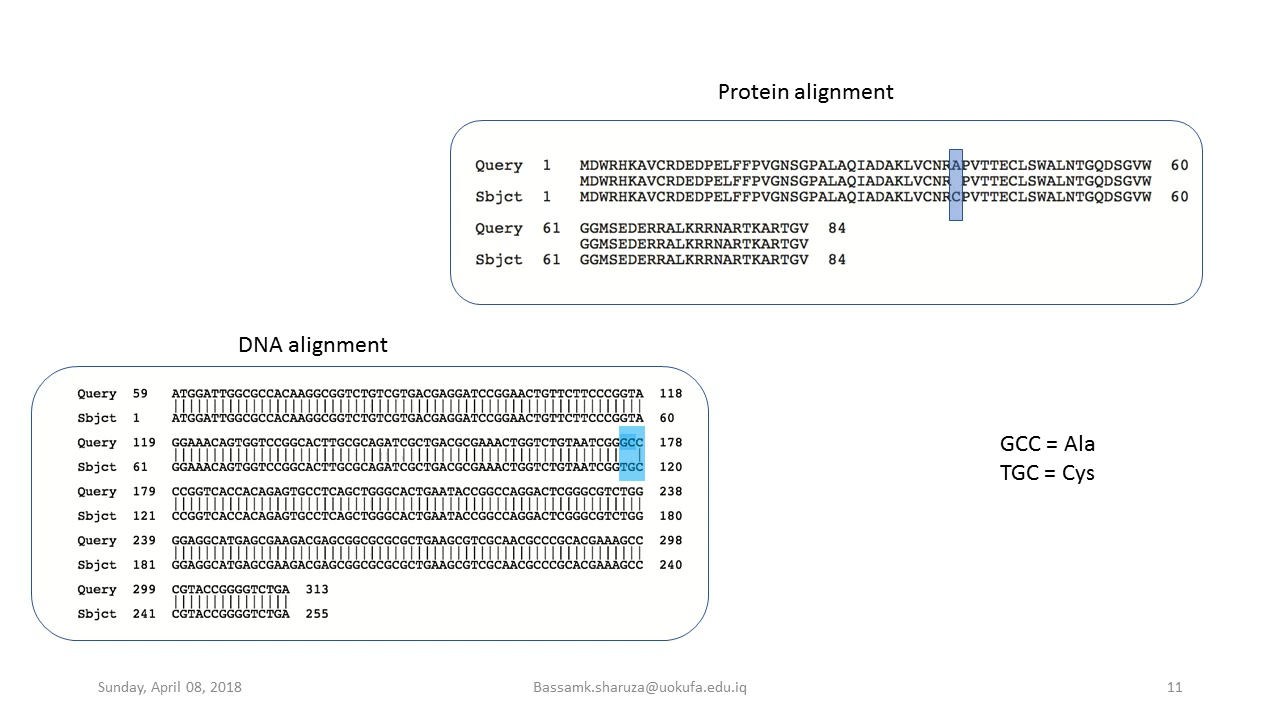 Protein alignment
Query 1 MDWRHKAVCRDEDPELFFPVGNSGPALAQIADAKLVCNRAPVTTECLSWALNTGQDSGVW 60
MDWRHKAVCRDEDPELFFPVGNSGPALAQIADAKLVCNR PVTTECLSWALNTGQDSGVW
Sbjct 1 MDWRHKAVCRDEDPELFFPVGNSGPALAQIADAKLVCNRCPVTTECLSWALNTGQDSGVW 60
Query 61 GGMSEDERRALKRRNARTKARTGV 84
GGMSEDERRALKRRNARTKARTGV
Sbjct 61 GGMSEDERRALKRRNARTKARTGV 84
DNA alignment
Query 59 ATGGATTGGCGCCACAAGGCGGTCTGTCGTGACGAGGATCCGGAACTGTTCTTCCCGGTA 118
||||||||||||||||||||||||||||||||||||||||||||||||||||||||||||
Sbjct 1 ATGGATTGGCGCCACAAGGCGGTCTGTCGTGACGAGGATCCGGAACTGTTCTTCCCGGTA 60
Query 119 GGAAACAGTGGTCCGGCACTTGCGCAGATCGCTGACGCGAAACTGGTCTGTAATCGGGCC 178
||||||||||||||||||||||||||||||||||||||||||||||||||||||||| |
Sbjct 61 GGAAACAGTGGTCCGGCACTTGCGCAGATCGCTGACGCGAAACTGGTCTGTAATCGGTGC 120
Query 179 CCGGTCACCACAGAGTGCCTCAGCTGGGCACTGAATACCGGCCAGGACTCGGGCGTCTGG 238
||||||||||||||||||||||||||||||||||||||||||||||||||||||||||||
Sbjct 121 CCGGTCACCACAGAGTGCCTCAGCTGGGCACTGAATACCGGCCAGGACTCGGGCGTCTGG 180
Query 239 GGAGGCATGAGCGAAGACGAGCGGCGCGCGCTGAAGCGTCGCAACGCCCGCACGAAAGCC 298
||||||||||||||||||||||||||||||||||||||||||||||||||||||||||||
Sbjct 181 GGAGGCATGAGCGAAGACGAGCGGCGCGCGCTGAAGCGTCGCAACGCCCGCACGAAAGCC 240
Query 299 CGTACCGGGGTCTGA 313
|||||||||||||||
Sbjct 241 CGTACCGGGGTCTGA 255
GCC = Ala
TGC = Cys
Sunday, April 08, 2018 Bassamk.sharuza@uokufa.edu.iq 11